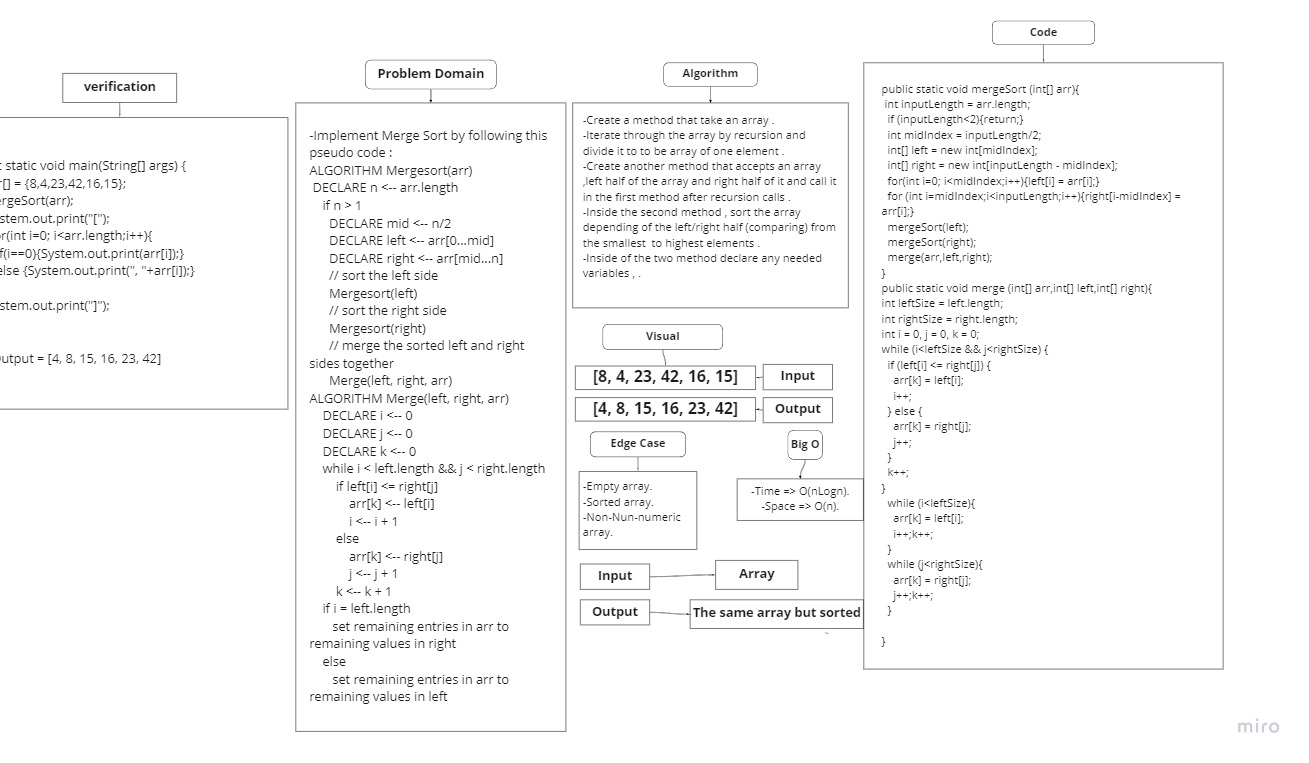 verification
static void main(String[] args) {
[] = {8,4,23,42,16,15};
ergeSort(arr);
stem.out.print("[");
r(int i=0; i<arr.length;i++){
f(i==0){System.out.print(arr[i]);}
else {System.out.print(", "+arr[i]);}
stem.out.print("]");
utput = [4, 8, 15, 16, 23, 42]
Problem Domain
-Implement Merge Sort by following this
pseudo code :
ALGORITHM Mergesort(arr)
DECLARE n <-- arr.length
if n > 1
DECLARE mid <-- n/2
DECLARE left <-- arr[0...mid]
DECLARE right <-- arr[mid...n]
// sort the left side
Mergesort(left)
// sort the right side
Mergesort(right)
// merge the sorted left and right
sides together
Merge(left, right, arr)
ALGORITHM Merge(left, right, arr)
DECLARE i <-- 0
DECLARE j <-- 0
DECLARE k <-- 0
while i < left.length && j < right.length
if left[i] <= right[j]
arr[k] <-- left[i]
i <-- i + 1
else
arr[k] <-- right[j]
j <-- j + 1
k <-- k + 1
if i = left.length
set remaining entries in arr to
remaining values in right
else
set remaining entries in arr to
remaining values in left
Algorithm
-Create a method that take an array .
-Iterate through the array by recursion and
divide it to to be array of one element .
-Create another method that accepts an array
,left half of the array and right half of it and call it
in the first method after recursion calls .
-Inside the second method , sort the array
depending of the left/right half (comparing) from
the smallest to highest elements .
-Inside of the two method declare any needed
variables , .
Visual
[8, 4, 23, 42, 16, 15]
Input
[4, 8, 15, 16, 23, 42]
Output
Edge Case
-Empty array.
-Sorted array.
-Non-Nun-numeric
array.
Big O
-Time => O(nLogn).
-Space => O(n).
Input
Array
Output
The same array but sorted
Code
public static void mergeSort (int[] arr){
int inputLength = arr.length;
if (inputLength<2){return;}
int midIndex = inputLength/2;
int[] left = new int[midIndex];
int[] right = new int[inputLength - midIndex];
for(int i=0; i<midIndex;i++){left[i] = arr[i];}
for (int i=midIndex;i<inputLength;i++){right[i-midIndex] =
arr[i];}
mergeSort(left);
mergeSort(right);
merge(arr,left,right);
}
public static void merge (int[] arr,int[] left,int[] right){
int leftSize = left.length;
int rightSize = right.length;
int i = 0, j = 0, k = 0;
while (i<leftSize && j<rightSize) {
if (left[i] <= right[j]) {
arr[k] = left[i];
i++;
} else {
arr[k] = right[j];
j++;
}
k++;
}
while (i<leftSize){
arr[k] = left[i];
i++;k++;
}
while (j<rightSize){
arr[k] = right[j];
j++;k++;
}
}
miro